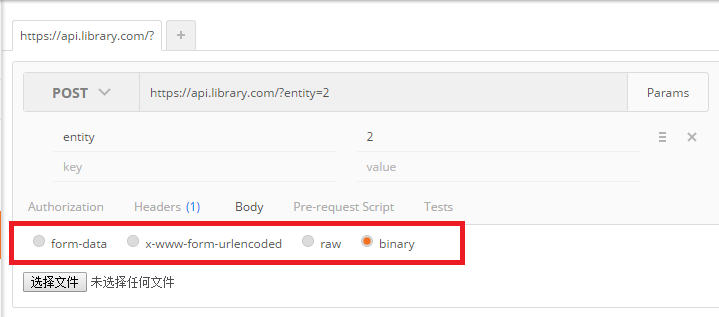 https://api.library.com/? +
POST https://api.library.com/?entity=2 Params
entity 2
key value
Authorization Headers (1) Body Pre-request Script Tests
form-data x-www-form-urlencoded raw binary
选择文件 未选择任何文件